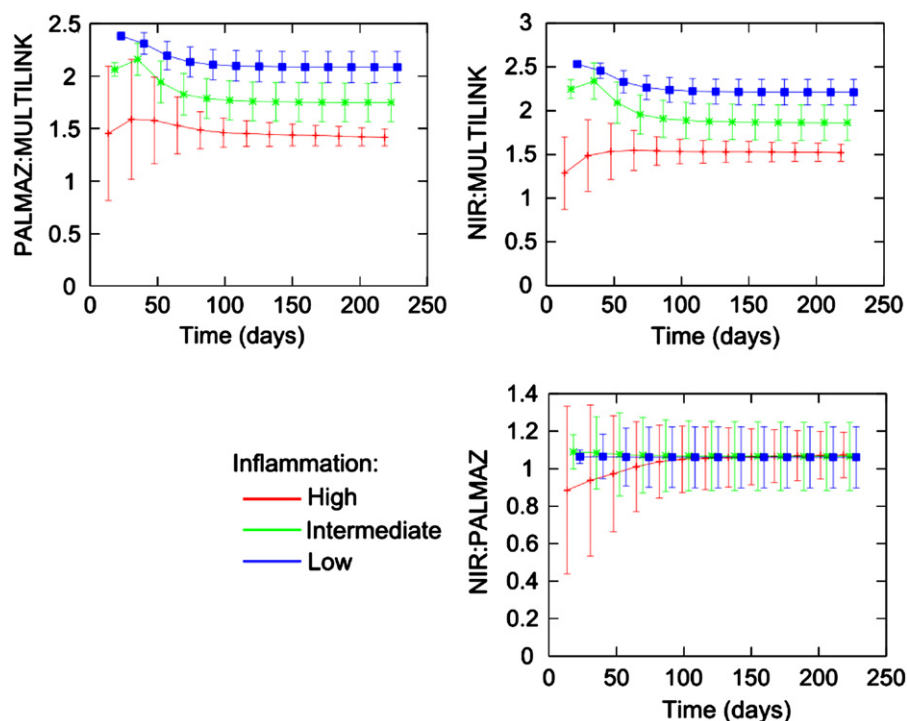 PALMAZ:MULTILINK
2.5
2
1.5
1
0.5
0
0 50 100 150 200 250
Time (days)
NIR:MULTILINK
3
2.5
2
1.5
1
0.5
0
0 50 100 150 200 250
Time (days)
Inflammation:
High
Intermediate
Low
NIR:PALMAZ
1.4
1.2
1
0.8
0.6
0.4
0.2
0
0 50 100 150 200 250
Time (days)